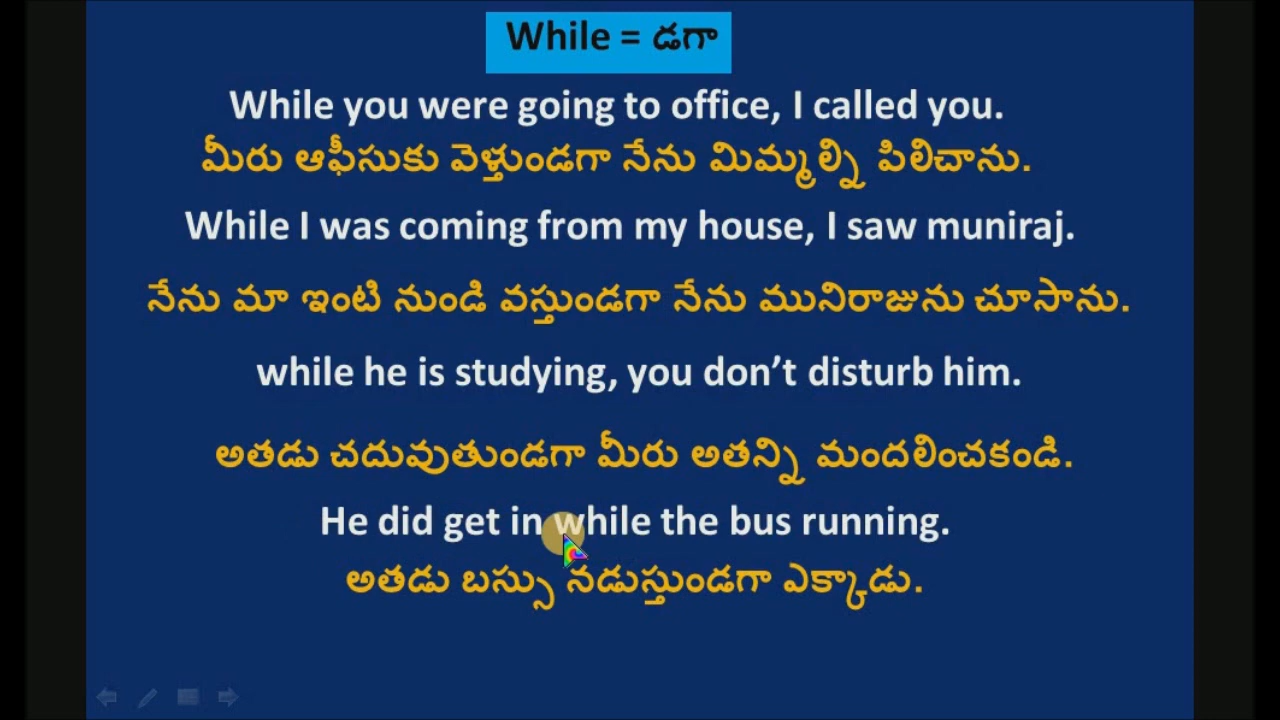 While = డగా
While you were going to office, I called you.
మీరు ఆఫీసుకు వెళ్తుండగా నేను మిమ్మల్ని పిలిచాను.
While I was coming from my house, I saw muniraj.
నేను మా ఇంటి నుండి వస్తుండగా నేను మునిరాజును చూసాను.
while he is studying, you don’t disturb him.
అతడు చదువుతుండగా మీరు అతన్ని మందలించకండి.
He did get in while the bus running.
అతడు బస్సు నడుస్తుండగా ఎక్కాడు.